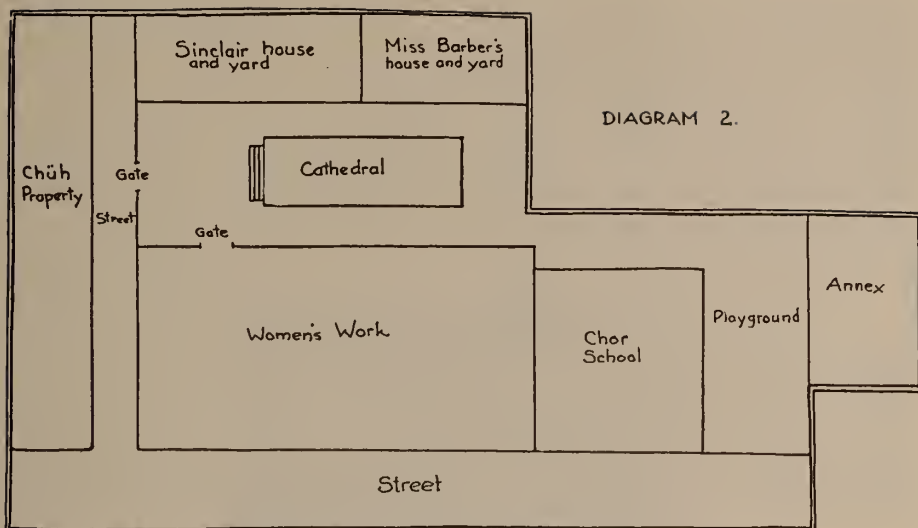 Sinclair house
and yard
Miss Barber's
house and yard
DIAGRAM 2.
Chüh
Property
Gate
Street
Cathedral
Gate
Women's Work
Chor
School
Playground
Annex
Street